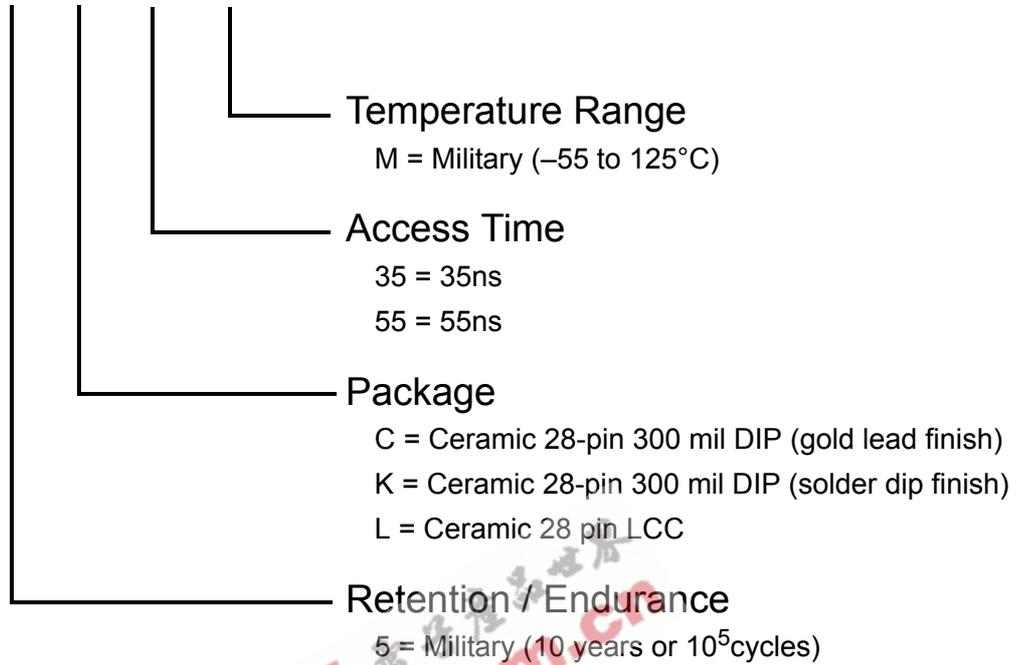 Temperature Range
M = Military (–55 to 125°C)
Access Time
35 = 35ns
55 = 55ns
Package
C = Ceramic 28-pin 300 mil DIP (gold lead finish)
K = Ceramic 28-pin 300 mil DIP (solder dip finish)
L = Ceramic 28 pin LCC
Retention / Endurance
5 = Military (10 years or 10⁵cycles)